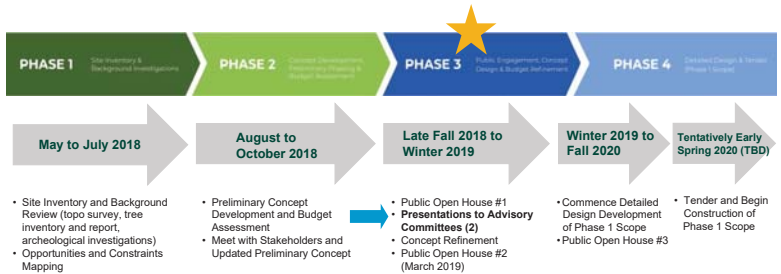 PHASE 1
Site Inventory &
Background Investigations
PHASE 2
Concept Development,
Preliminary Phasing &
Budget Assessment
PHASE 3
Public Engagement, Concept
Design & Budget Refinement
PHASE 4
Detailed Design & Tender
(Phase 1 Scope)
May to July 2018
August to
October 2018
Late Fall 2018 to
Winter 2019
Winter 2019 to
Fall 2020
Tentatively Early
Spring 2020 (TBD)
• Site Inventory and Background
Review (topo survey, tree
inventory and report,
archeological investigations)
• Opportunities and Constraints
Mapping
• Preliminary Concept
Development and Budget
Assessment
• Meet with Stakeholders and
Updated Preliminary Concept
• Public Open House #1
• Presentations to Advisory
Committees (2)
• Concept Refinement
• Public Open House #2
(March 2019)
•Commence Detailed
Design Development
of Phase 1 Scope
•Public Open House #3
• Tender and Begin
Construction of
Phase 1 Scope